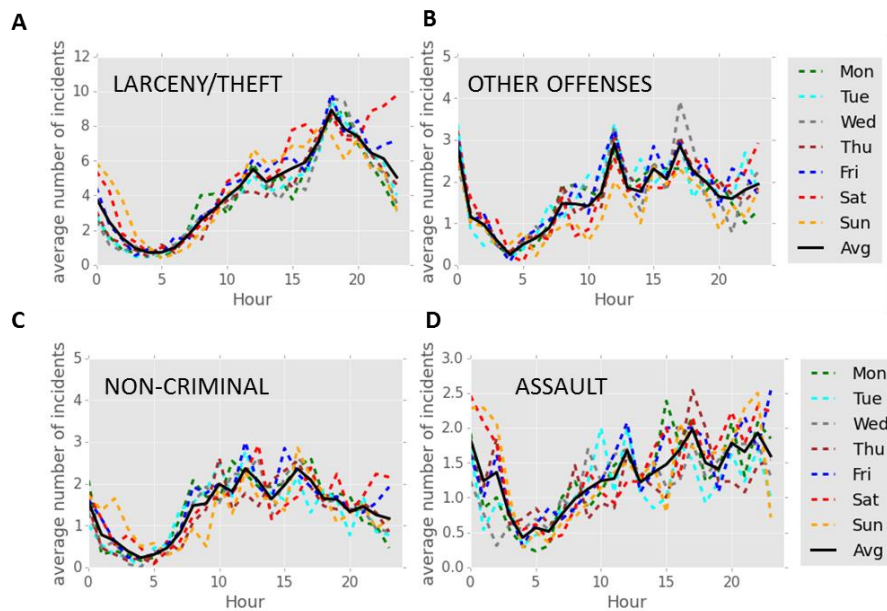 A
LARCENY/THEFT
average number of incidents
12
10
8
6
4
2
0
0 5 10 15 20
Hour
B
OTHER OFFENSES
average number of incidents
5
4
3
2
1
0
0 5 10 15 20
Hour
Mon
Tue
Wed
Thu
Fri
Sat
Sun
Avg
C
NON-CRIMINAL
average number of incidents
5
4
3
2
1
0
0 5 10 15 20
Hour
D
ASSAULT
average number of incidents
3.0
2.5
2.0
1.5
1.0
0.5
0.0
0 5 10 15 20
Hour
Mon
Tue
Wed
Thu
Fri
Sat
Sun
Avg